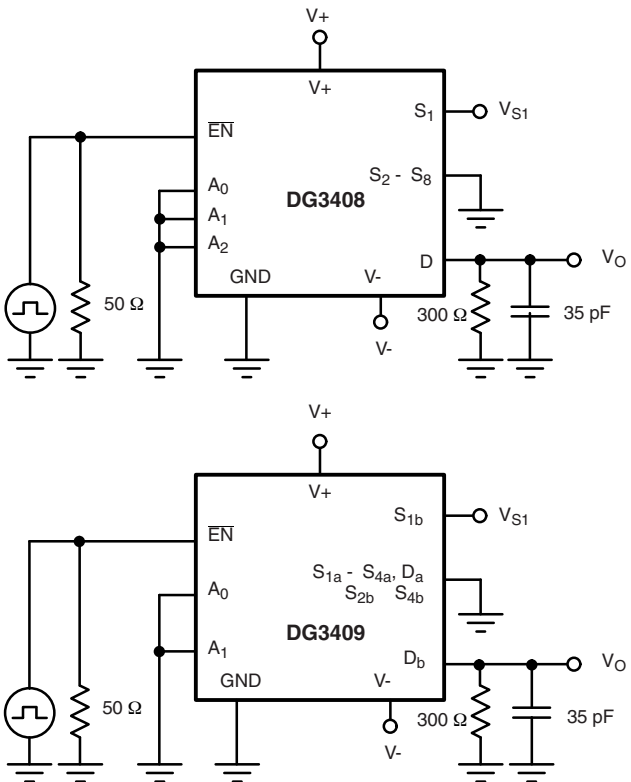 V+
V+
S1
VS1
EN
S2 - S8
A0
DG3408
A1
A2
D
VO
GND
V-
50 Ω
300 Ω
35 pF
V-
V+
V+
S1b
VS1
EN
S1a - S4a, Da
A0
S2b S4b
DG3409
A1
Db
VO
GND
V-
50 Ω
300 Ω
35 pF
V-